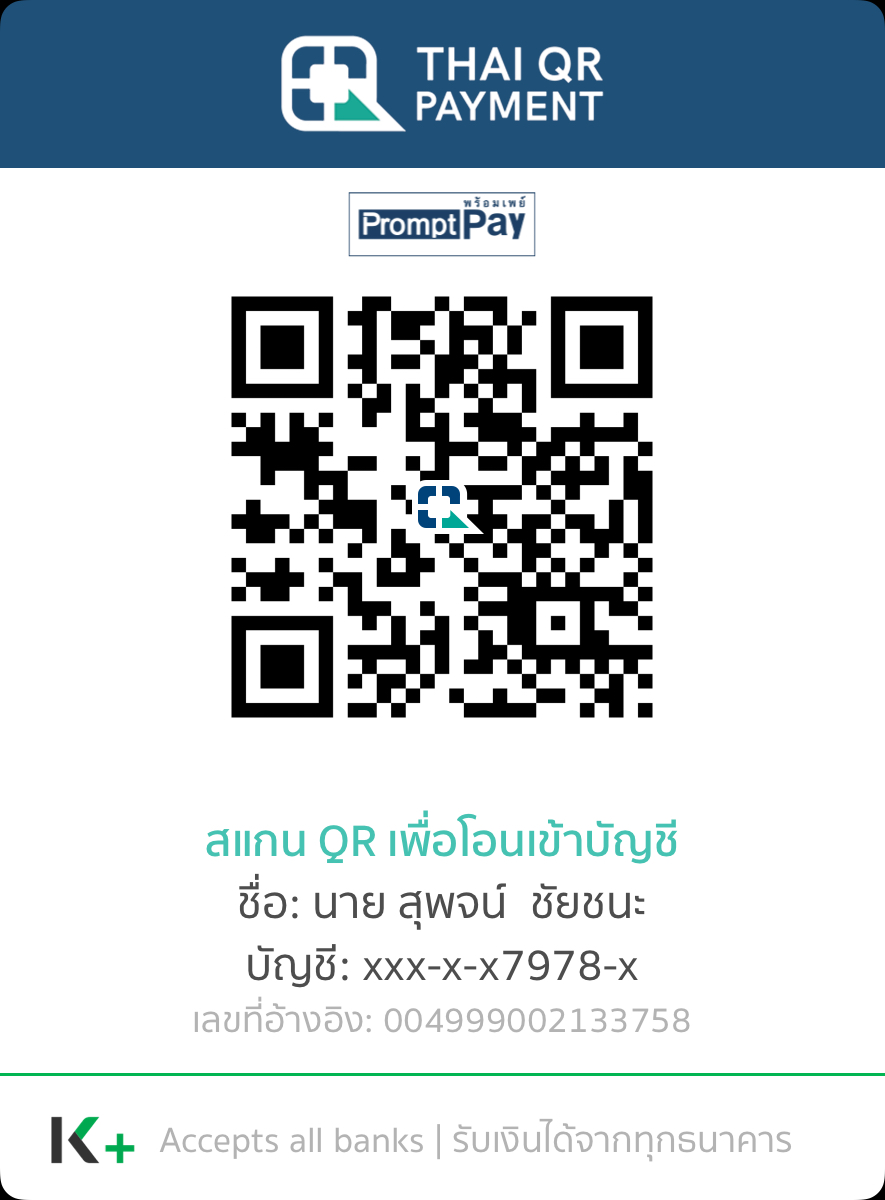 THAI QR
PAYMENT
พร้อมเพย์
PromptPay
สแกน QR เพื่อโอนเข้าบัญชี
ชื่อ: นาย สุพจน์ ชัยชนะ
บัญชี: xxx-x-x7978-x
เลขที่อ้างอิง: 004999002133758
K+ Accepts all banks | รับเงินได้จากทุกธนาคาร